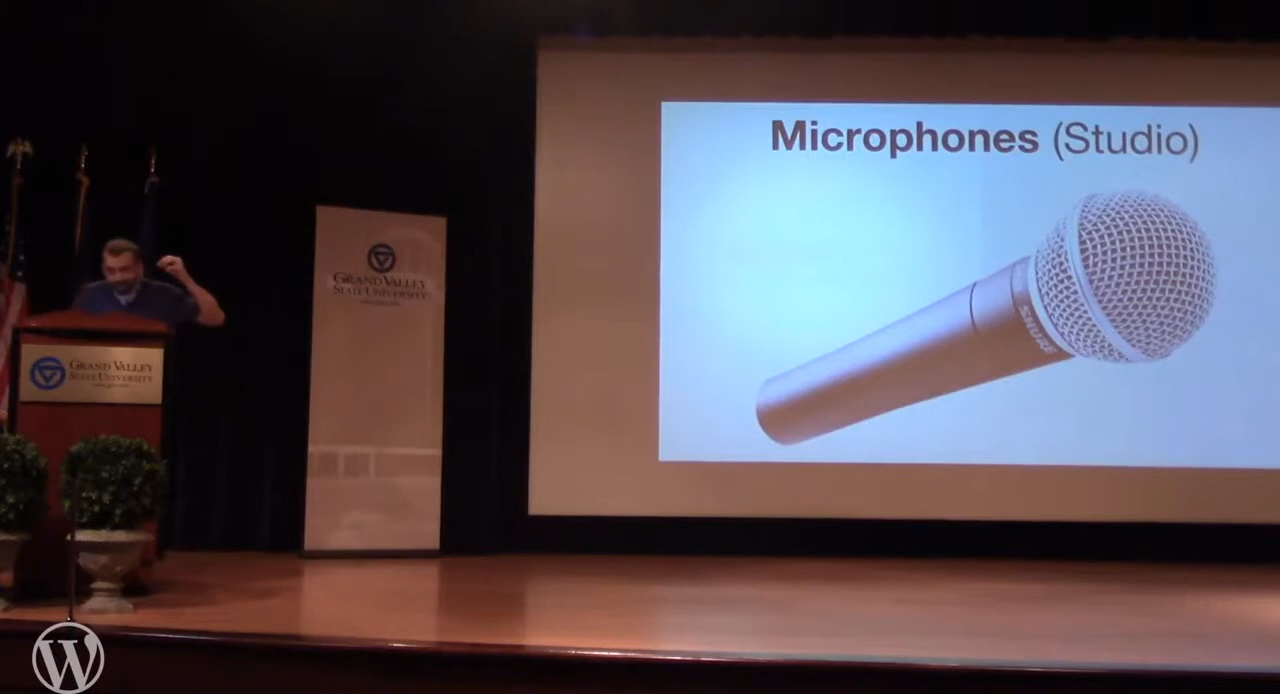 Microphones (Studio)
SHURE
GRAND VALLEY
STATE UNIVERSITY
GRAND VALLEY
STATE UNIVERSITY
W